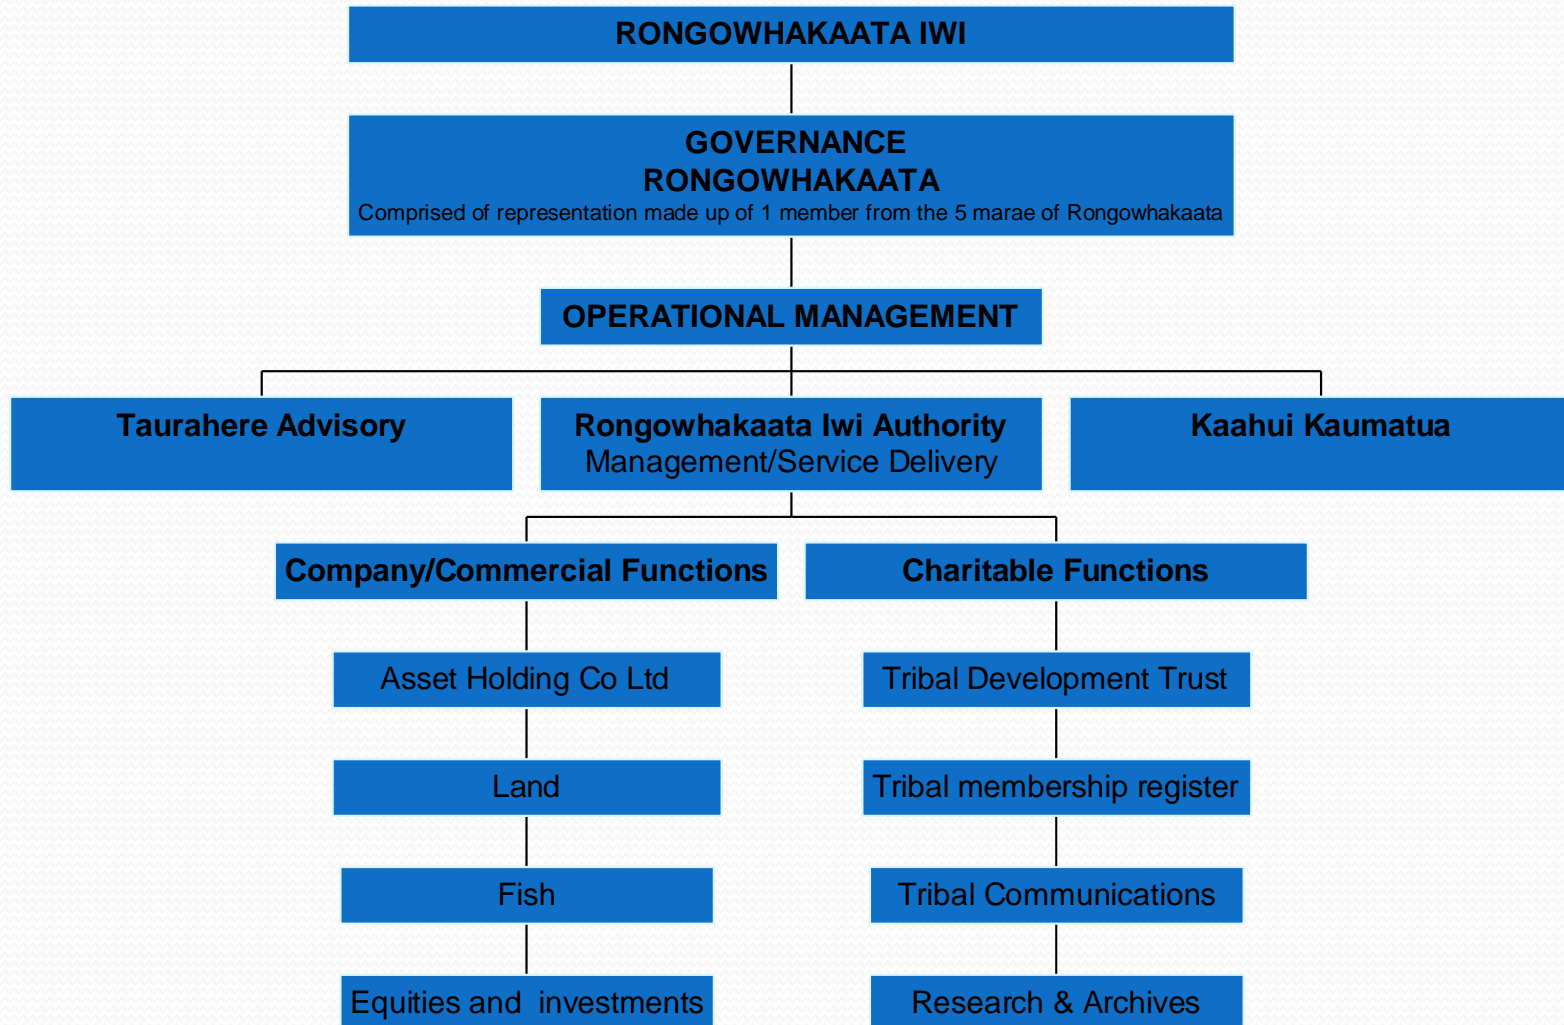 RONGOWHAKAATA IWI
GOVERNANCE
RONGOWHAKAATA
Comprised of representation made up of 1 member from the 5 marae of Rongowhakaata
OPERATIONAL MANAGEMENT
Taurahere Advisory
Rongowhakaata Iwi Authority
Management/Service Delivery
Kaahui Kaumatua
Company/Commercial Functions
Charitable Functions
Asset Holding Co Ltd
Tribal Development Trust
Land
Tribal membership register
Fish
Tribal Communications
Equities and  investments
Research & Archives